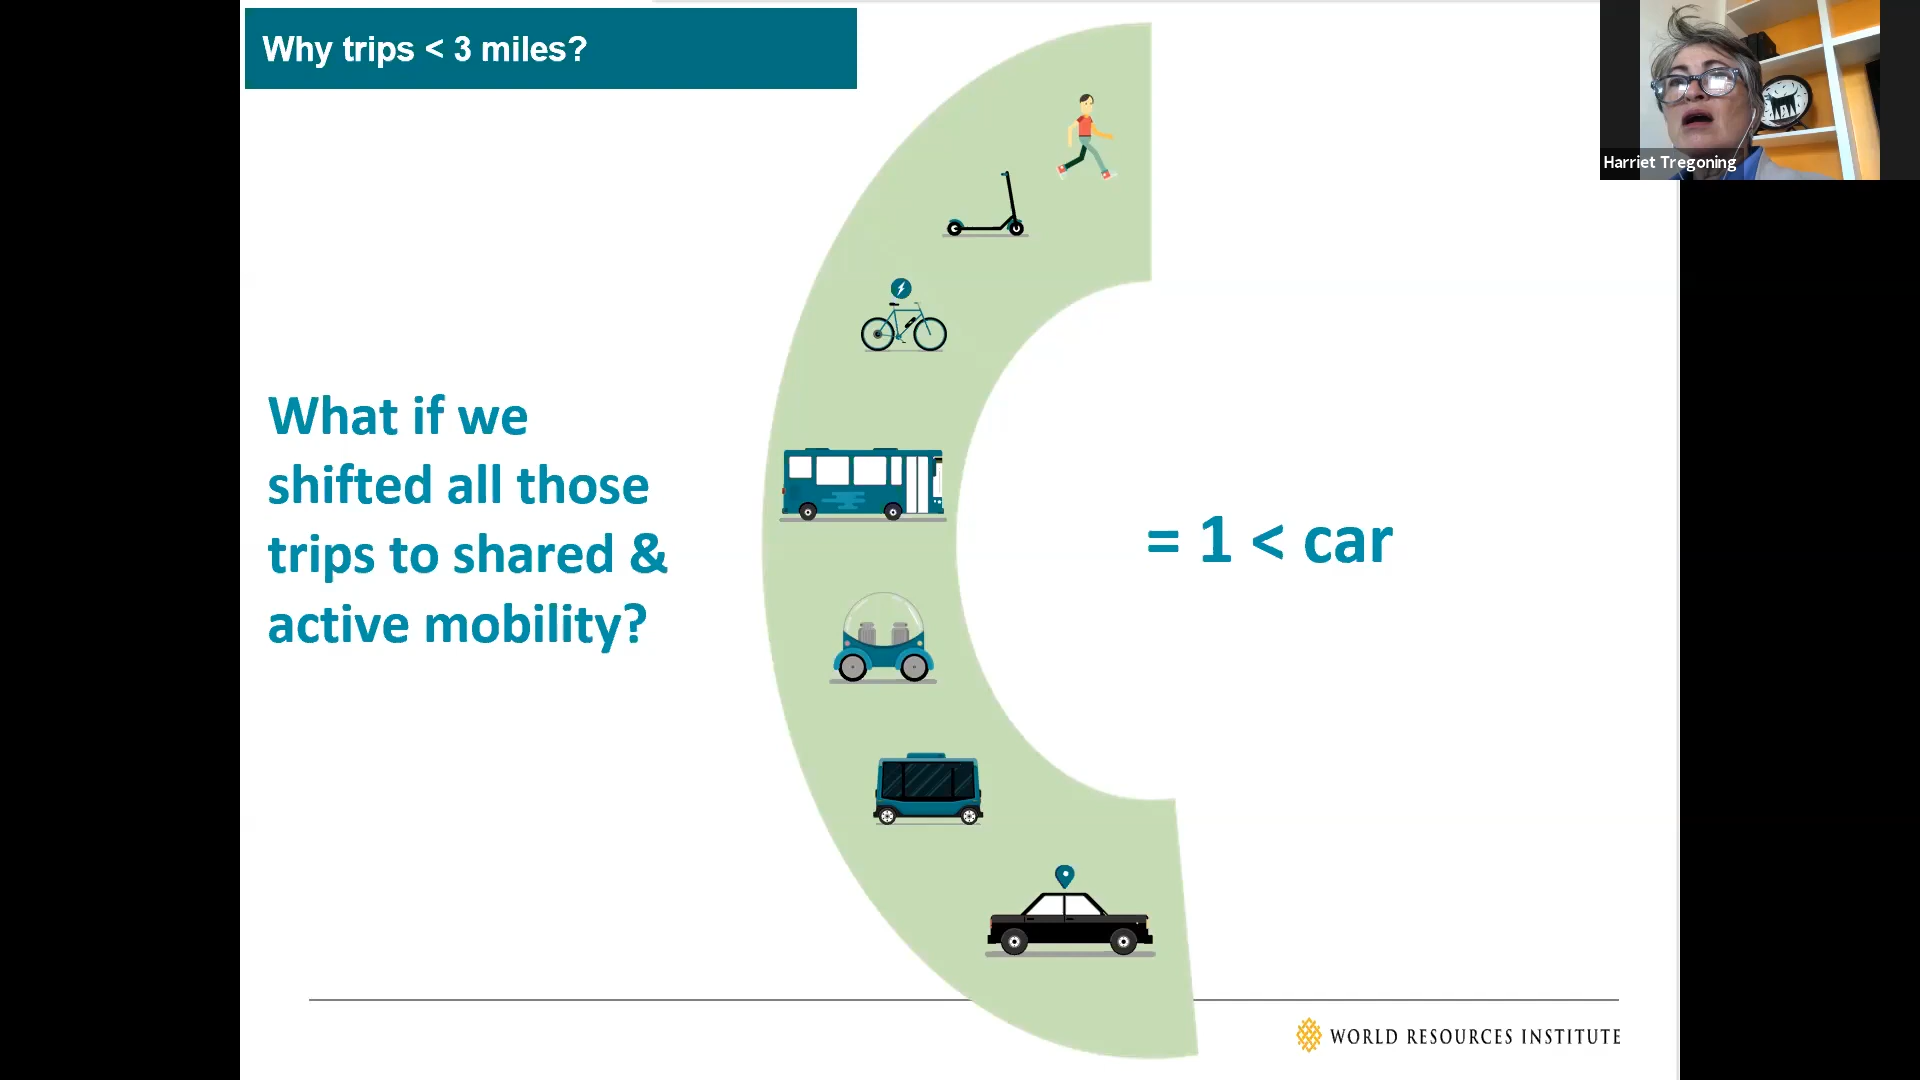 Why trips < 3 miles?
Harriet Tregoning
What if we
shifted all those
trips to shared &
active mobility?
= 1 < car
WORLD RESOURCES INSTITUTE